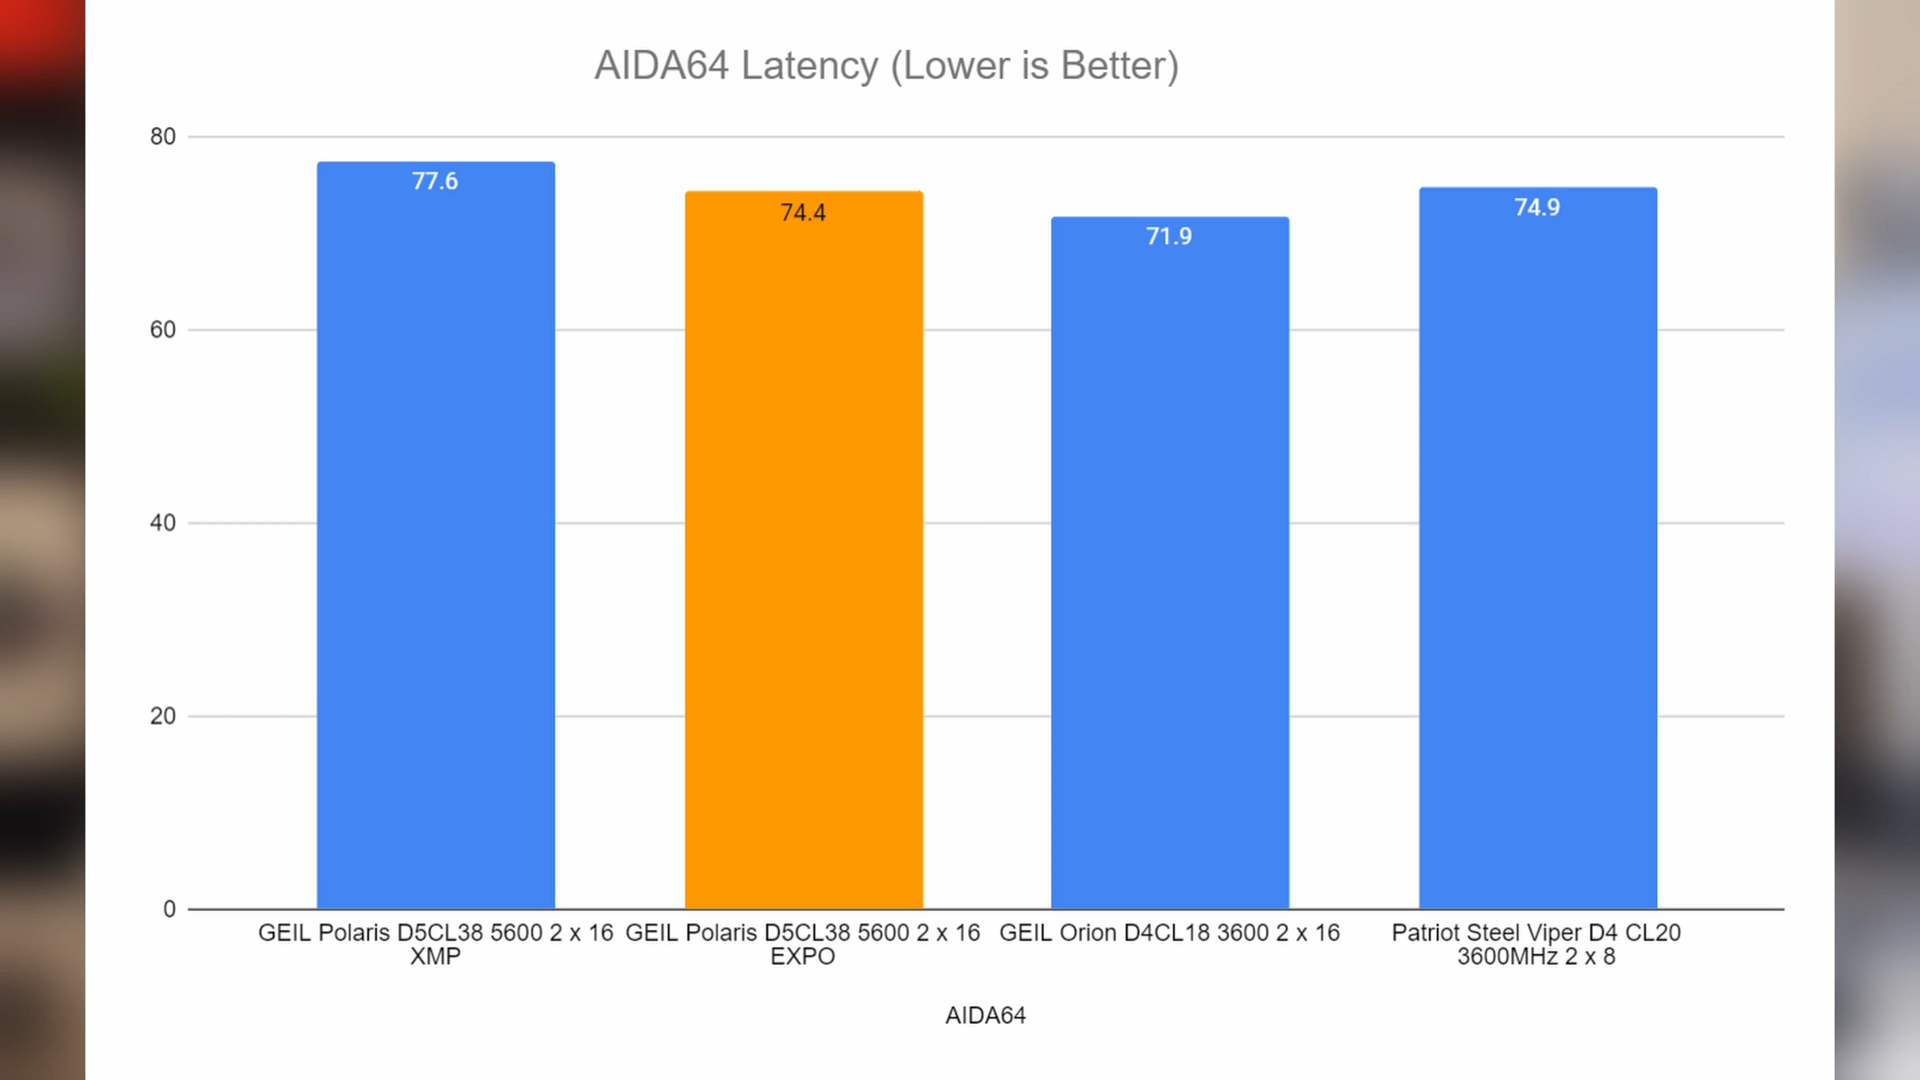 AIDA64 Latency (Lower is Better)
80
60
40
20
0
77.6
74.4
71.9
74.9
GEIL Polaris D5CL38 5600 2 x 16
XMP
GEIL Polaris D5CL38 5600 2 x 16
EXPO
GEIL Orion D4CL18 3600 2 x 16
Patriot Steel Viper D4 CL20
3600MHz 2 x 8
AIDA64